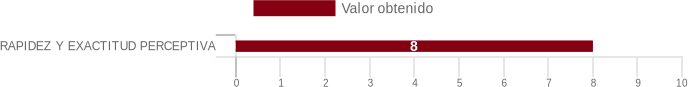 Valor obtenido
RAPIDEZ Y EXACTITUD PERCEPTIVA
8
0 1 2 3 4 5 6 7 8 9 10